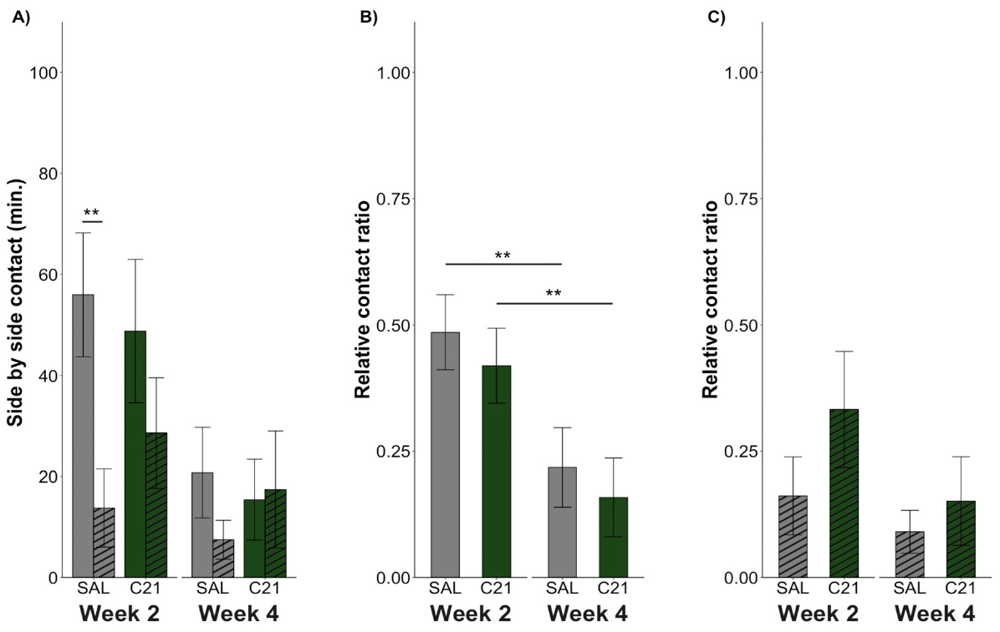 A)
Side by side contact (min.)
100
80
60
40
20
0
**
SAL C21 SAL C21
Week 2 Week 4
B)
Relative contact ratio
1.00
0.75
0.50
0.25
0.00
**
**
SAL C21 SAL C21
Week 2 Week 4
C)
Relative contact ratio
1.00
0.75
0.50
0.25
0.00
SAL C21 SAL C21
Week 2 Week 4